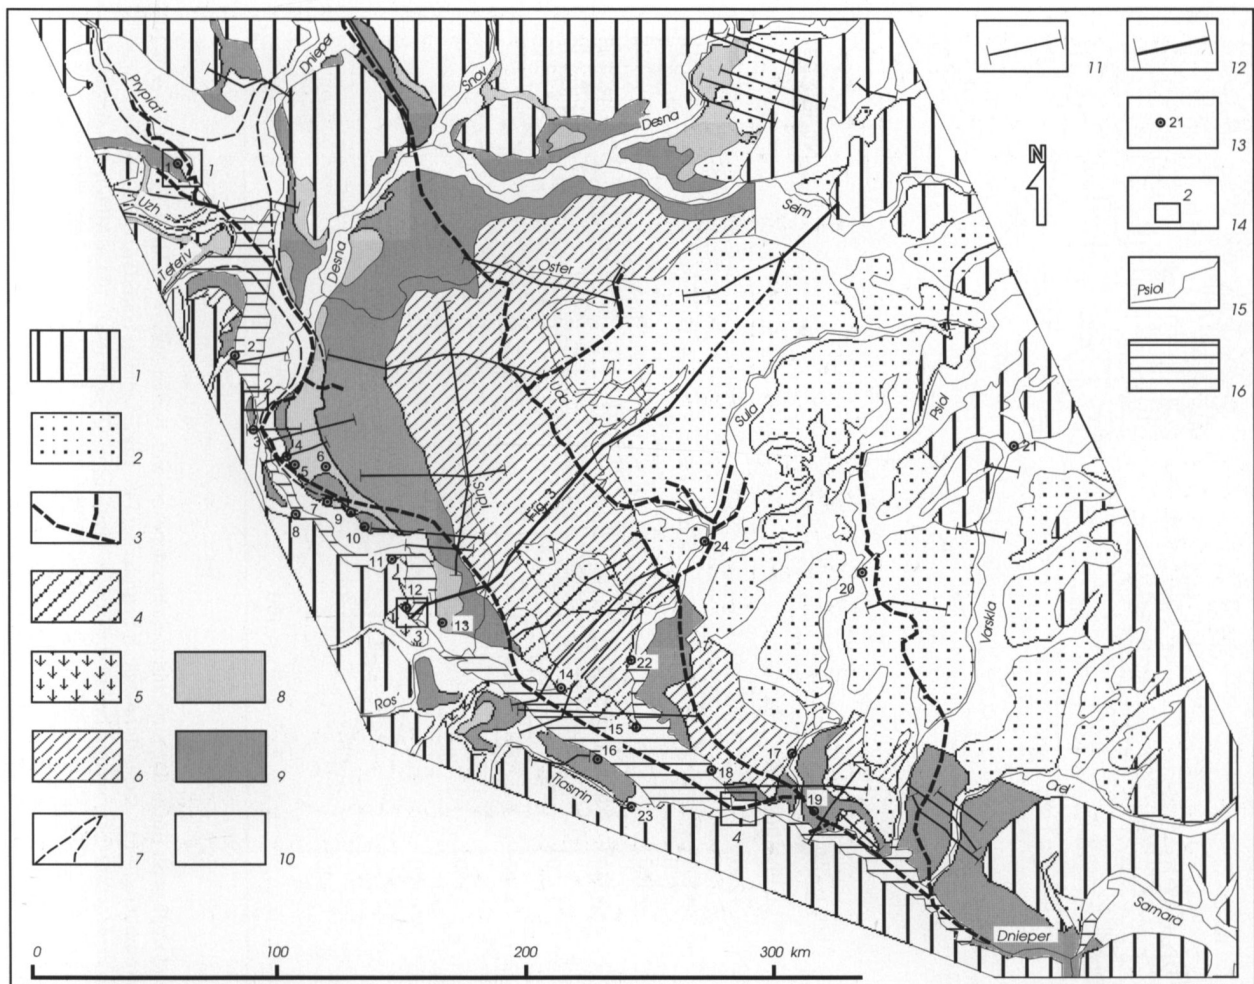 Dnieper
Prypiat'
Snov
Desna
11
12
21
13
N
1
1
Uzh
Seim
2
14
Teteriv
Desna
Oster
Psiol
15
1
2
2
16
Uda
Sula
Psiol
2
3
4
5
6
21
Supi
Fig. 3
7
8
9
10
24
3
11
20
12
13
3
Vorskla
4
22
14
Ros'
5
8
15
17
16
18
Orel'
Tiasmin
19
23
4
6
9
7
10
Samara
Dnieper
0
100
200
300 km